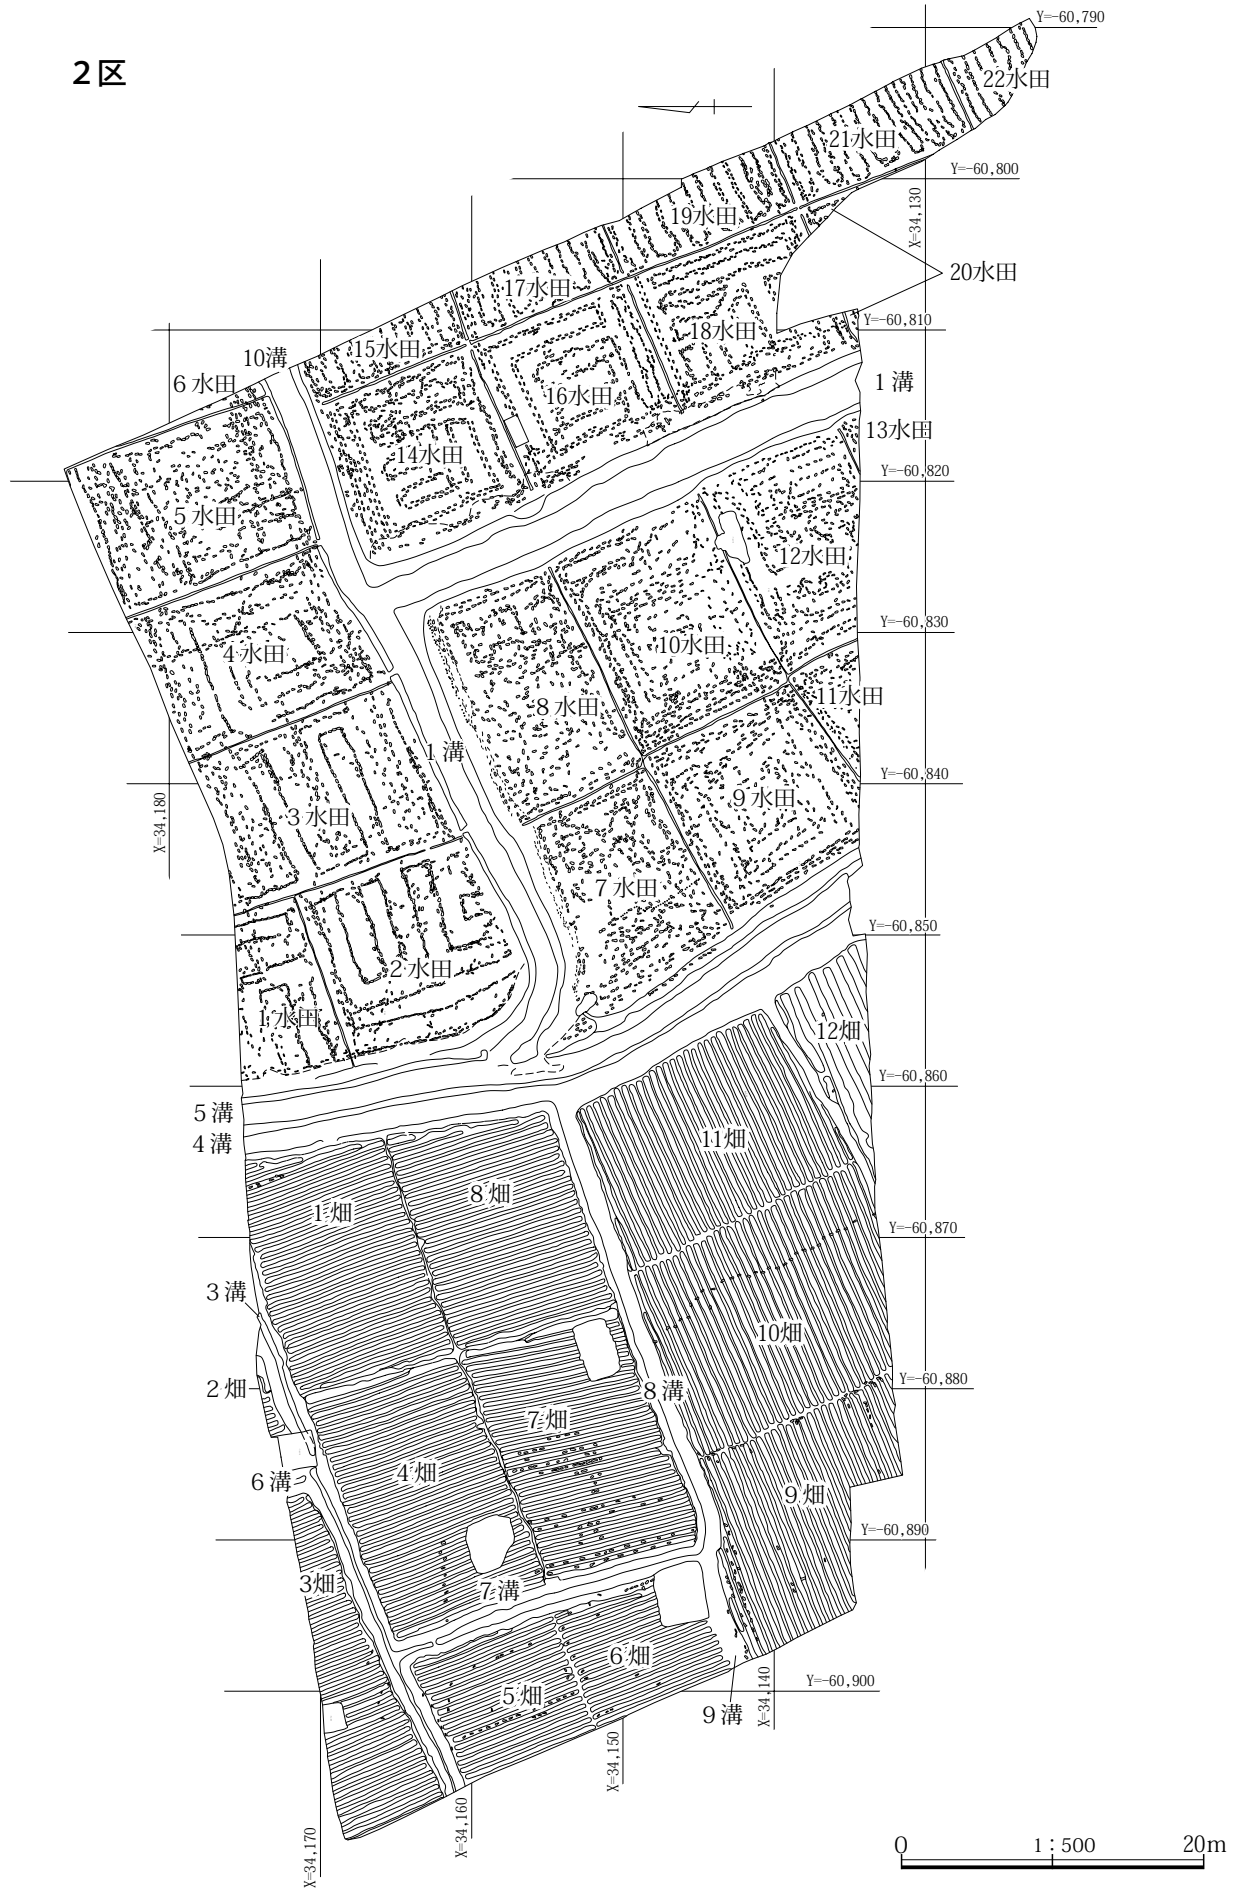 ２区
Y=-60,790
22水田
21水田
Y=-60,800
19水田
X=34,130
20水田
17水田
Y=-60,810
18水田
15水田
10溝
６水田
16水田
１溝
13水田
14水田
Y=-60,820
５水田
12水田
Y=-60,830
10水田
４水田
11水田
８水田
１溝
Y=-60,840
９水田
X=34,180
３水田
７水田
Y=-60,850
２水田
１水田
12畑
Y=-60,860
５溝
４溝
11畑
８畑
１畑
Y=-60,870
３溝
10畑
Y=-60,880
２畑
８溝
７畑
４畑
６溝
９畑
Y=-60,890
３畑
７溝
６畑
５畑
Y=-60,900
９溝
X=34,140
X=34,150
X=34,160
X=34,170
0 1：500 20m